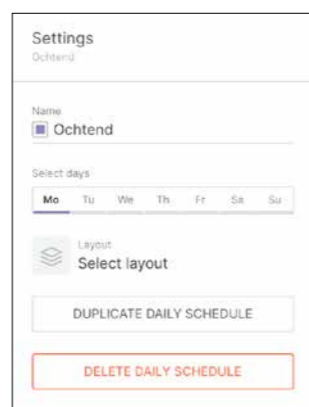 Settings
Ochtend
Name
Ochtend
Select days
Mo Tu We Th Fr Sa Su
Layout
Select layout
DUPLICATE DAILY SCHEDULE
DELETE DAILY SCHEDULE